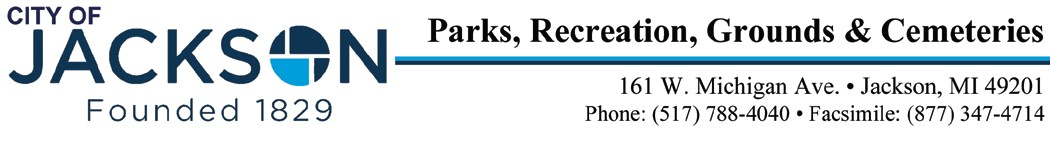 CITY OF
JACKSON
Founded 1829
Parks, Recreation, Grounds & Cemeteries
161 W. Michigan Ave. • Jackson, MI 49201
Phone: (517) 788-4040 • Facsimile: (877) 347-4714